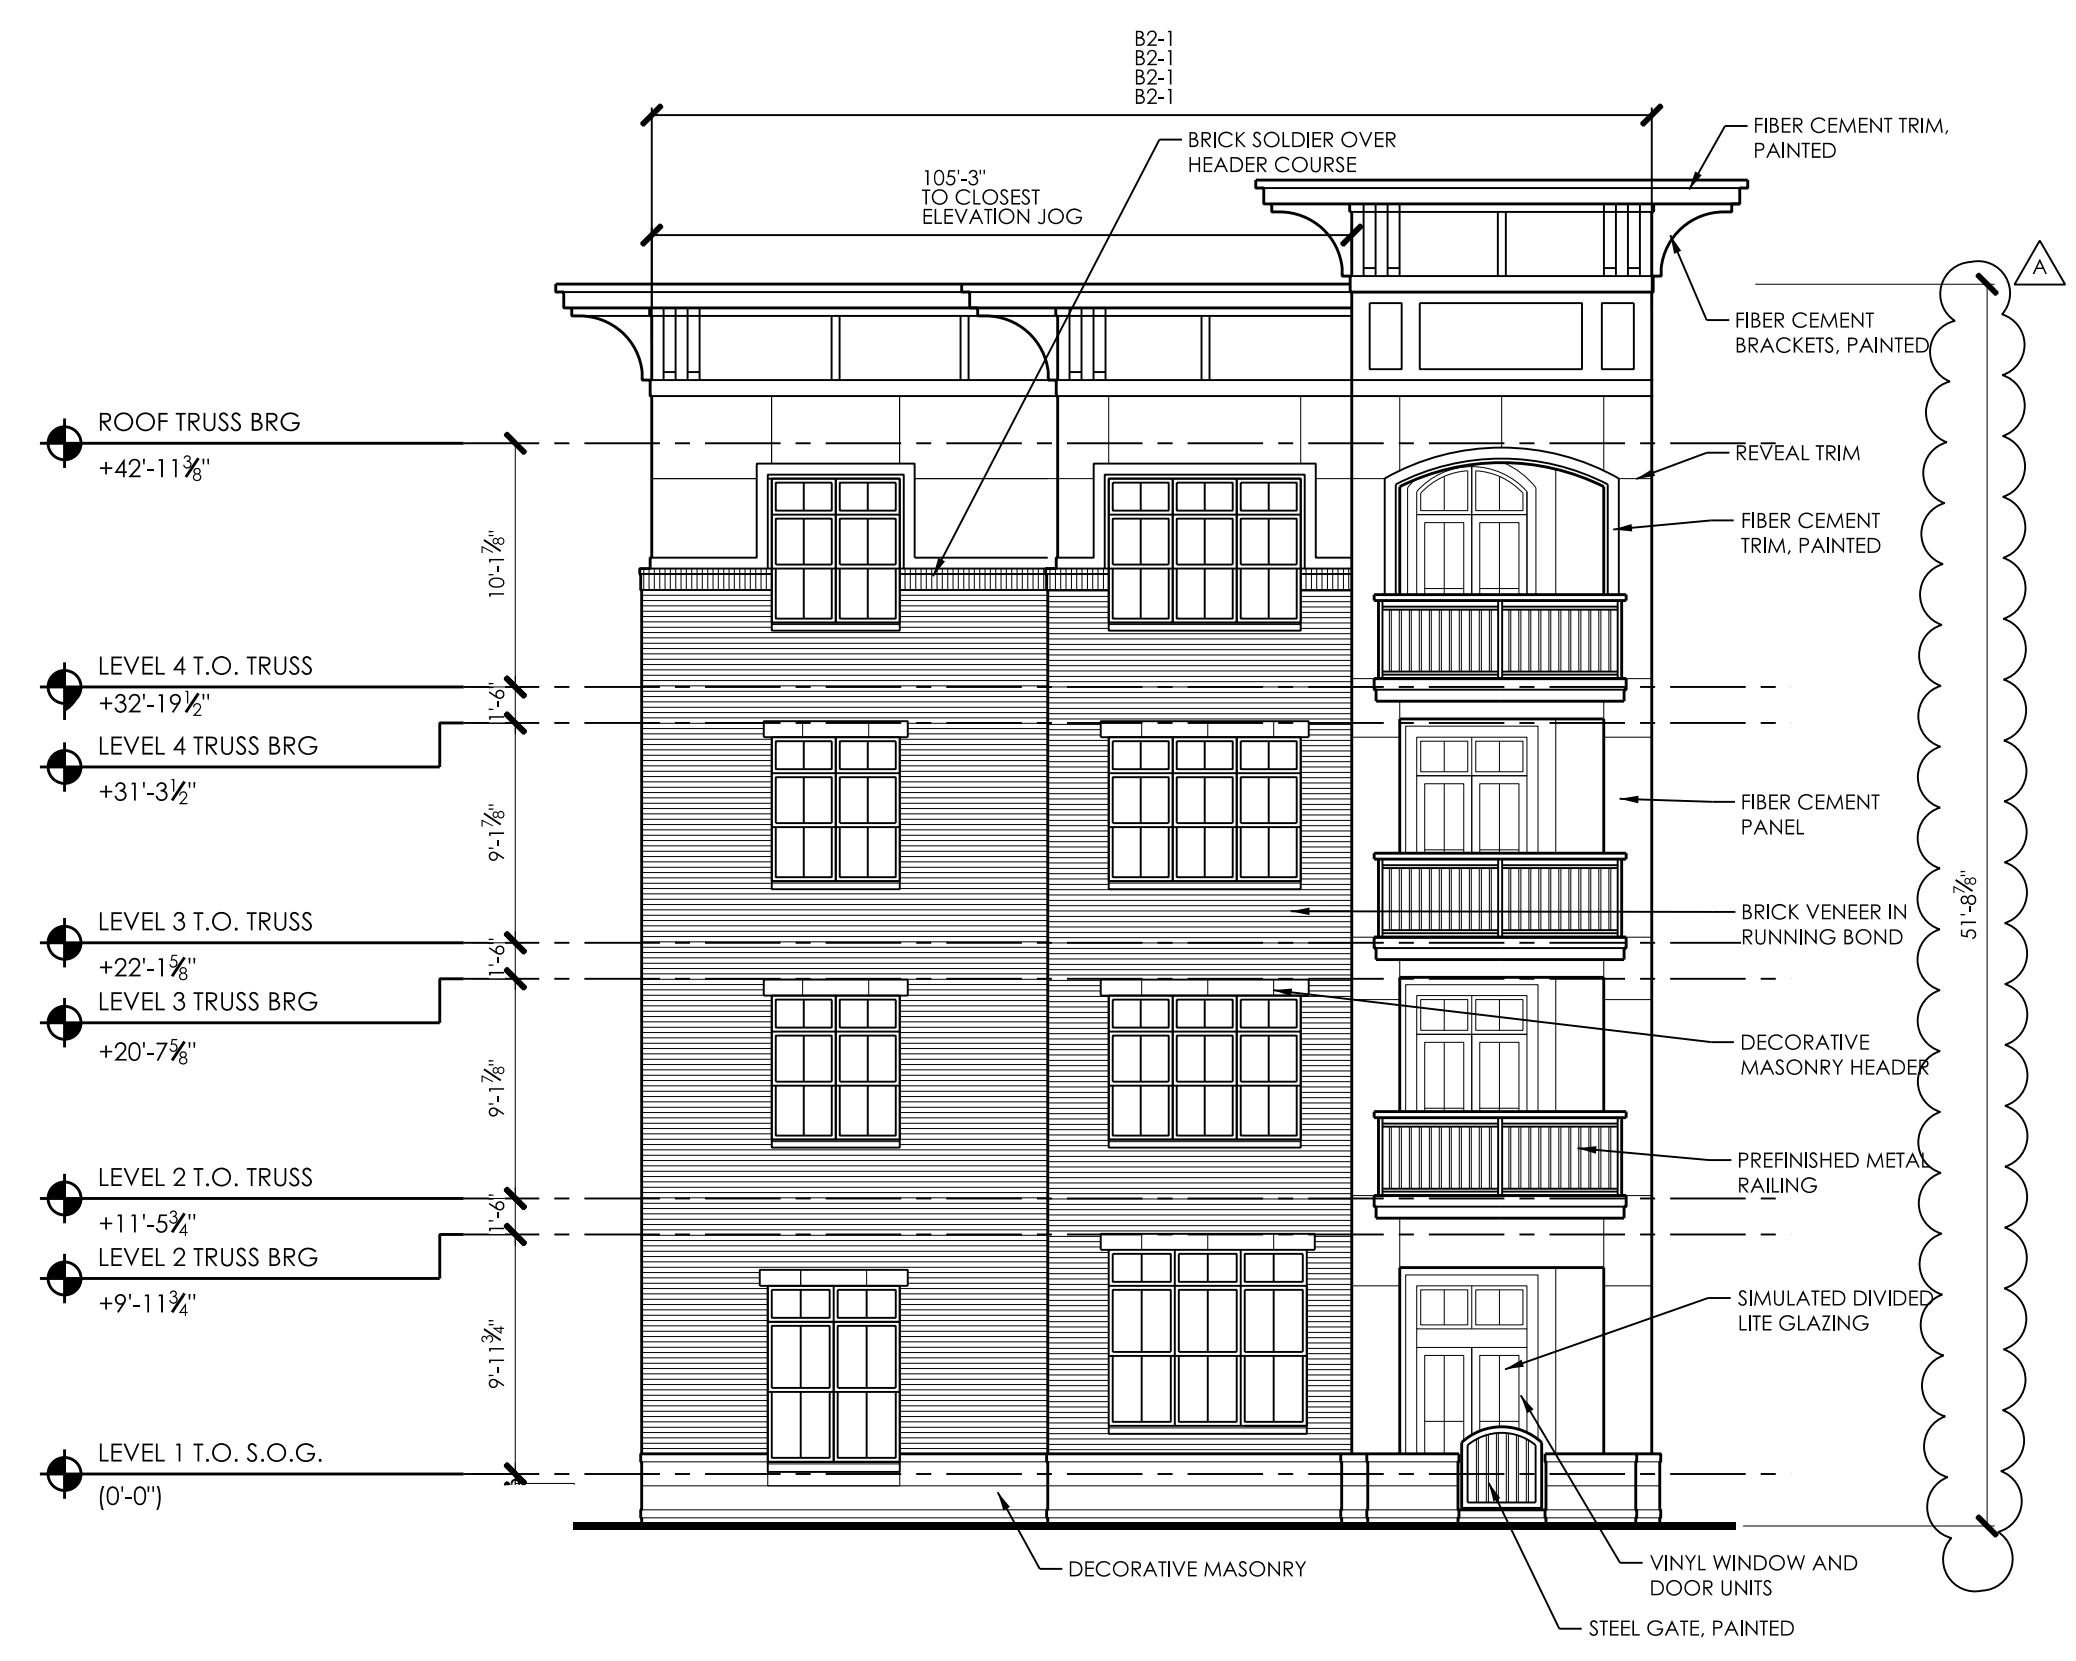 B2-1
B2-1
B2-1
B2-1
BRICK SOLDIER OVER
HEADER COURSE
FIBER CEMENT TRIM,
PAINTED
105'-3"
TO CLOSEST
ELEVATION JOG
A
FIBER CEMENT
BRACKETS, PAINTED
ROOF TRUSS BRG
+42'-11⅜"
REVEAL TRIM
FIBER CEMENT
TRIM, PAINTED
10'-1⅞"
LEVEL 4 T.O. TRUSS
+32'-19½"
1'-6"
LEVEL 4 TRUSS BRG
+31'-3½"
9'-1⅞"
FIBER CEMENT
PANEL
51'-8⅞"
BRICK VENEER IN
RUNNING BOND
LEVEL 3 T.O. TRUSS
+22'-1⅝"
1'-6"
LEVEL 3 TRUSS BRG
+20'-7⅝"
9'-1⅞"
DECORATIVE
MASONRY HEADER
PREFINISHED METAL
RAILING
LEVEL 2 T.O. TRUSS
+11'-5¾"
1'-6"
LEVEL 2 TRUSS BRG
+9'-11¾"
9'-11¾"
SIMULATED DIVIDED
LITE GLAZING
LEVEL 1 T.O. S.O.G.
(0'-0")
DECORATIVE MASONRY
VINYL WINDOW AND
DOOR UNITS
STEEL GATE, PAINTED